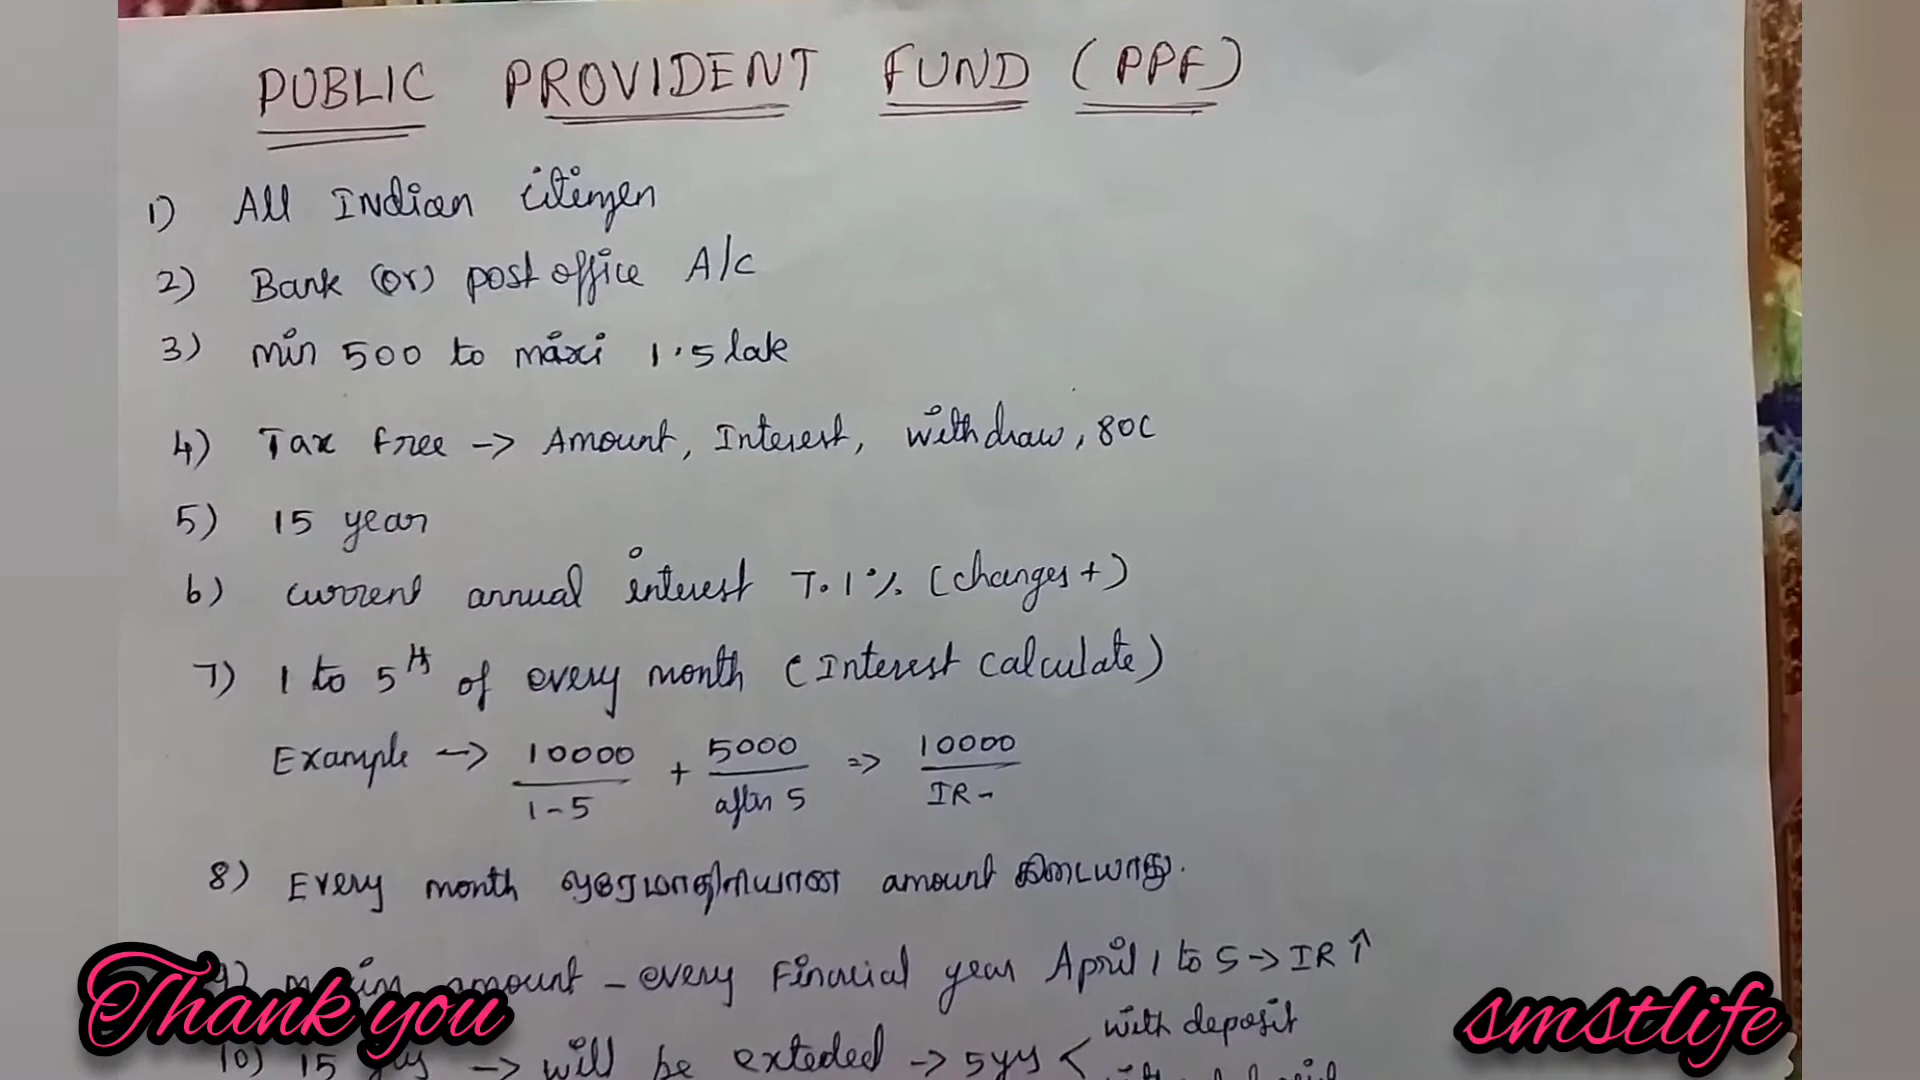 PUBLIC PROVIDENT FUND (PPF)
1) All Indian citizen
2) Bank (or) post office A/c
3) min 500 to maxi 1.5 lak
4) Tax free -> Amount, Interest, withdraw, 80C
5) 15 year
6) current annual interest 7.1%. (changes +)
7) 1 to 5th of every month (Interest calculate)
Example -> 10000/1-5 + 5000/after 5 => 10000/IR-
8) Every month ஒரேமாதிரியான amount கிடையாது.
9) amount - every Financial year April 1 to 5 -> IR ↑
10) 15 -> will be exteded -> 5yys < with deposit
Thank you
smstlife